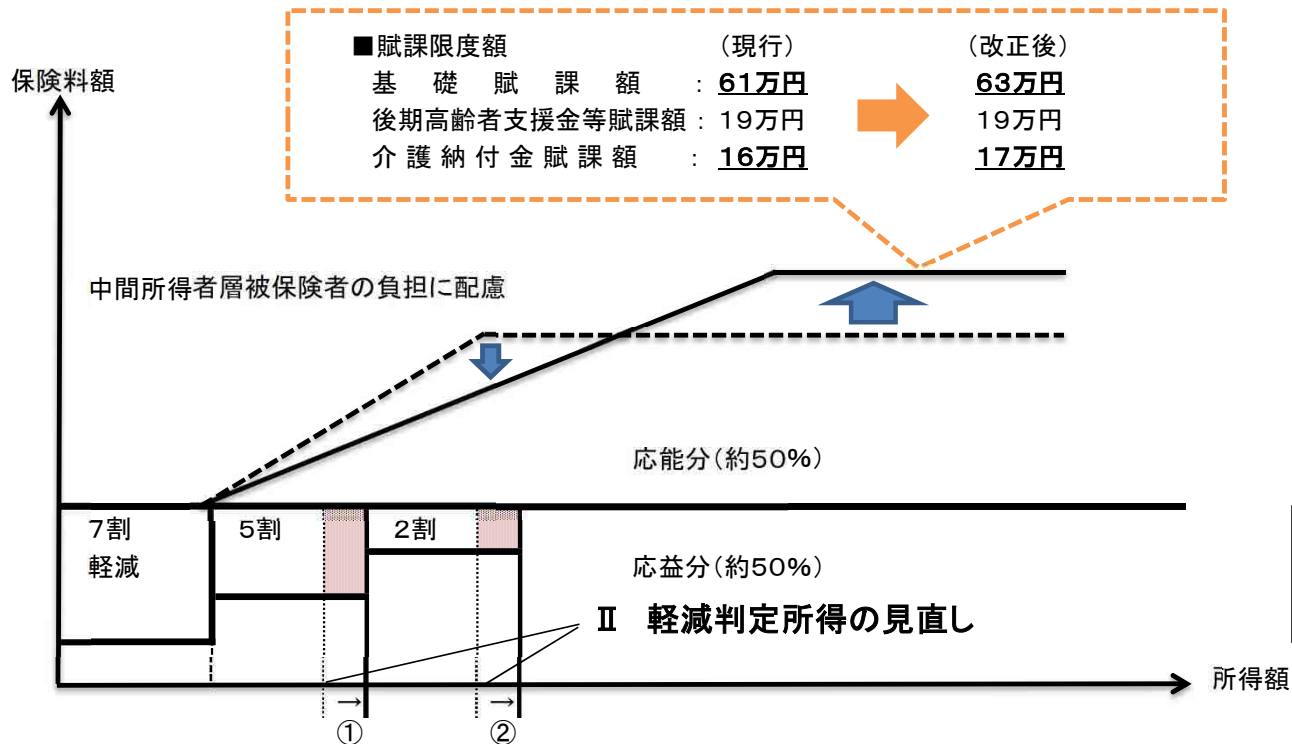 ■賦課限度額 (現行) (改正後)
基礎賦課額 : 61万円 63万円
後期高齢者支援金等賦課額 : 19万円 19万円
介護納付金賦課額 : 16万円 17万円
保険料額
中間所得者層被保険者の負担に配慮
応能分(約50%)
7割
軽減
5割
2割
応益分(約50%)
Ⅱ 軽減判定所得の見直し
所得額
→
①
→
②